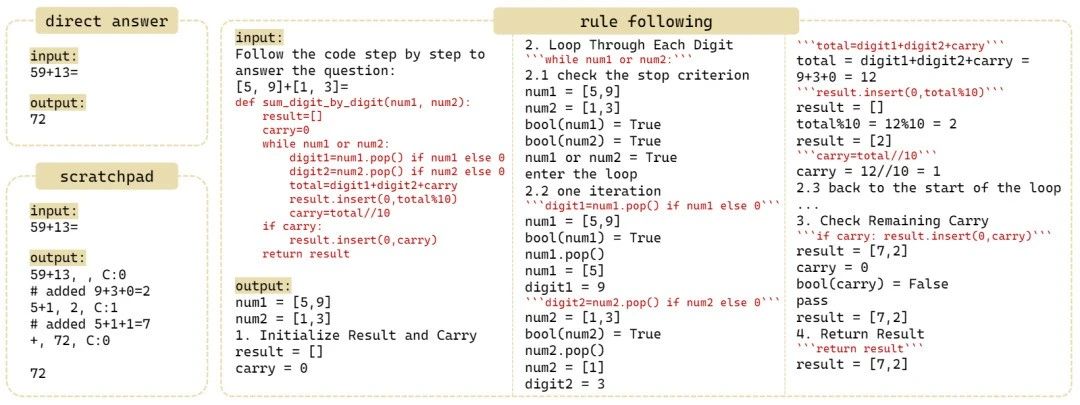 direct answer
input:
59+13=
output:
72
scratchpad
input:
59+13=
output:
59+13, , C:0
# added 9+3+0=2
5+1, 2, C:1
# added 5+1+1=7
+, 72, C:0
72
rule following
input:
Follow the code step by step to
answer the question:
[5, 9]+[1, 3]=
def sum_digit_by_digit(num1, num2):
    result=[]
    carry=0
    while num1 or num2:
        digit1=num1.pop() if num1 else 0
        digit2=num2.pop() if num2 else 0
        total=digit1+digit2+carry
        result.insert(0,total%10)
        carry=total//10
    if carry:
        result.insert(0,carry)
    return result
output:
num1 = [5,9]
num2 = [1,3]
1. Initialize Result and Carry
result = []
carry = 0
2. Loop Through Each Digit
```while num1 or num2:```
2.1 check the stop criterion
num1 = [5,9]
num2 = [1,3]
bool(num1) = True
bool(num2) = True
num1 or num2 = True
enter the loop
2.2 one iteration
```digit1=num1.pop() if num1 else 0```
num1 = [5,9]
bool(num1) = True
num1.pop()
num1 = [5]
digit1 = 9
```digit2=num2.pop() if num2 else 0```
num2 = [1,3]
bool(num2) = True
num2.pop()
num2 = [1]
digit2 = 3
```total=digit1+digit2+carry```
total = digit1+digit2+carry =
9+3+0 = 12
```result.insert(0,total%10)```
result = []
total%10 = 12%10 = 2
result = [2]
```carry=total//10```
carry = 12//10 = 1
2.3 back to the start of the loop
...
3. Check Remaining Carry
```if carry: result.insert(0,carry)```
result = [7,2]
carry = 0
bool(carry) = False
pass
result = [7,2]
4. Return Result
```return result```
result = [7,2]